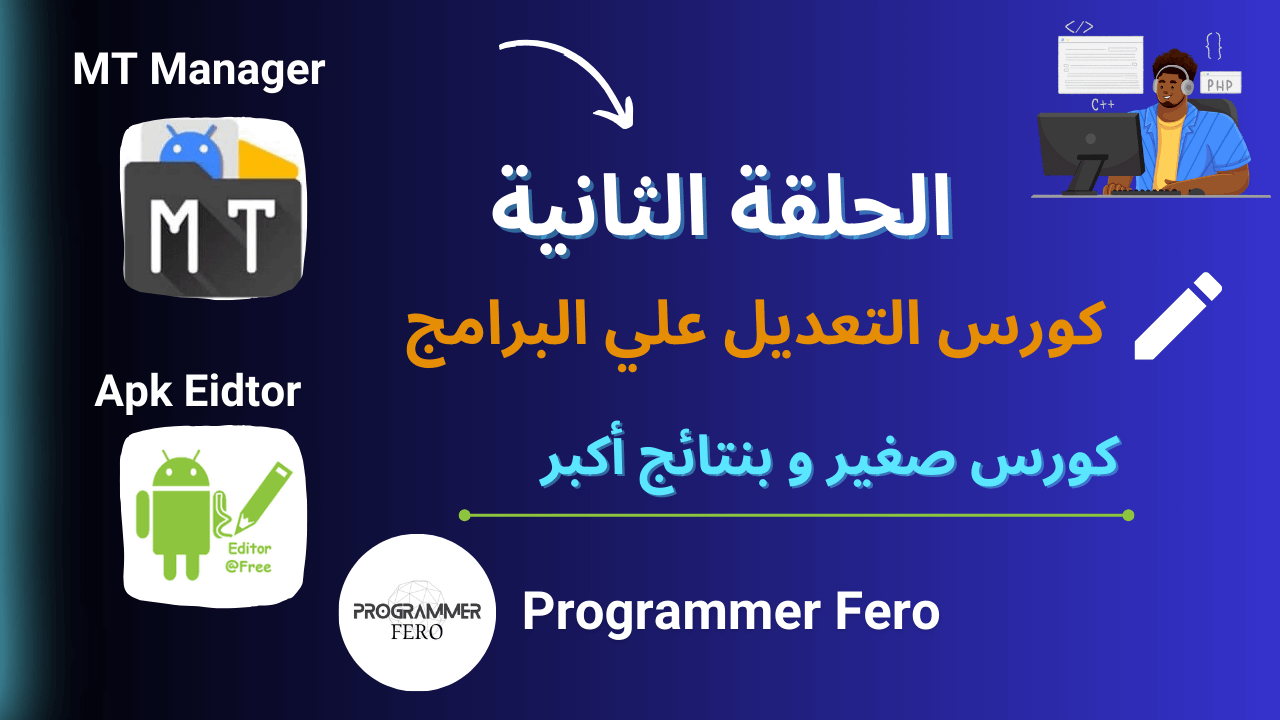 MT Manager
MT
</>
{}
PHP
C++
الحلقة الثانية
كورس التعديل علي البرامج
كورس صغير و بنتائج أكبر
Apk Eidtor
Editor
@Free
PROGRAMMER
FERO
Programmer Fero